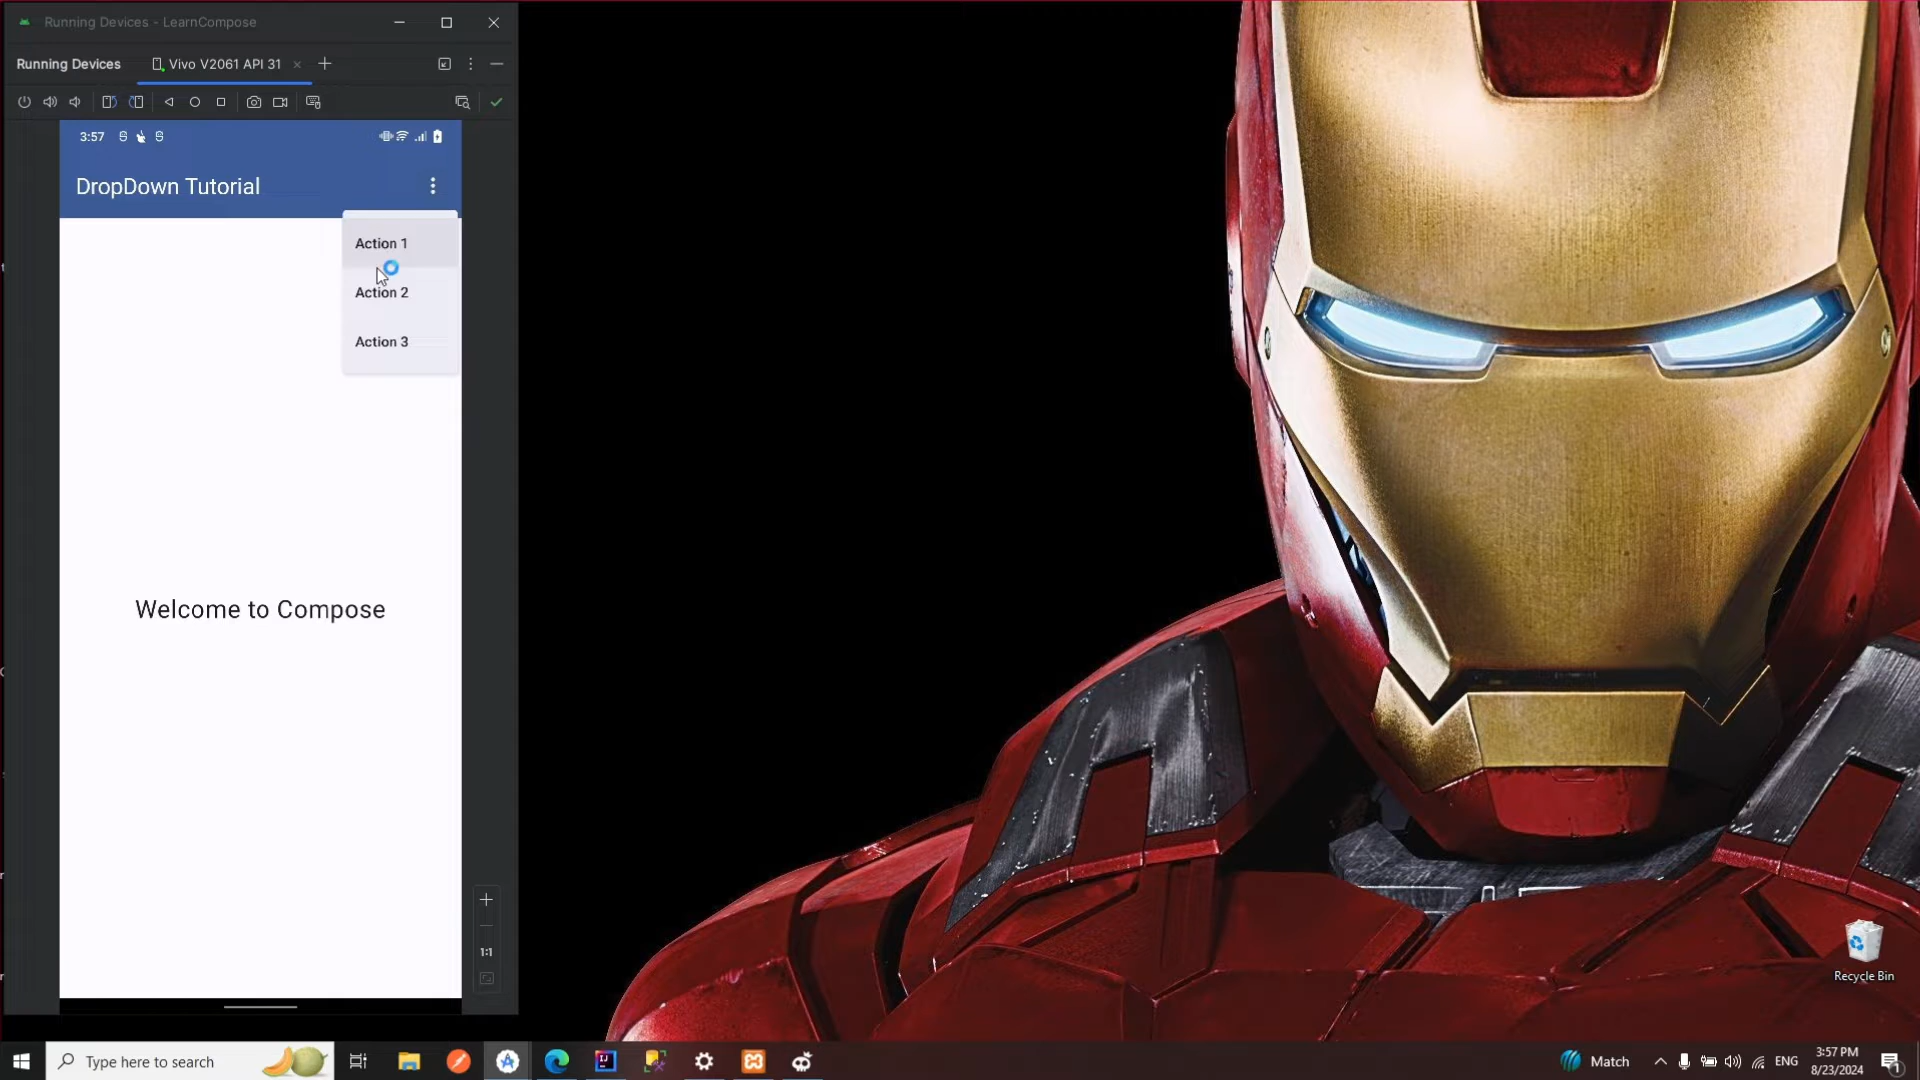 Running Devices - LearnCompose
Running Devices
Vivo V2061 API 31
3:57
DropDown Tutorial
Action 1
Action 2
Action 3
Welcome to Compose
1:1
Recycle Bin
Type here to search
Match
ENG
3:57 PM
8/23/2024
1